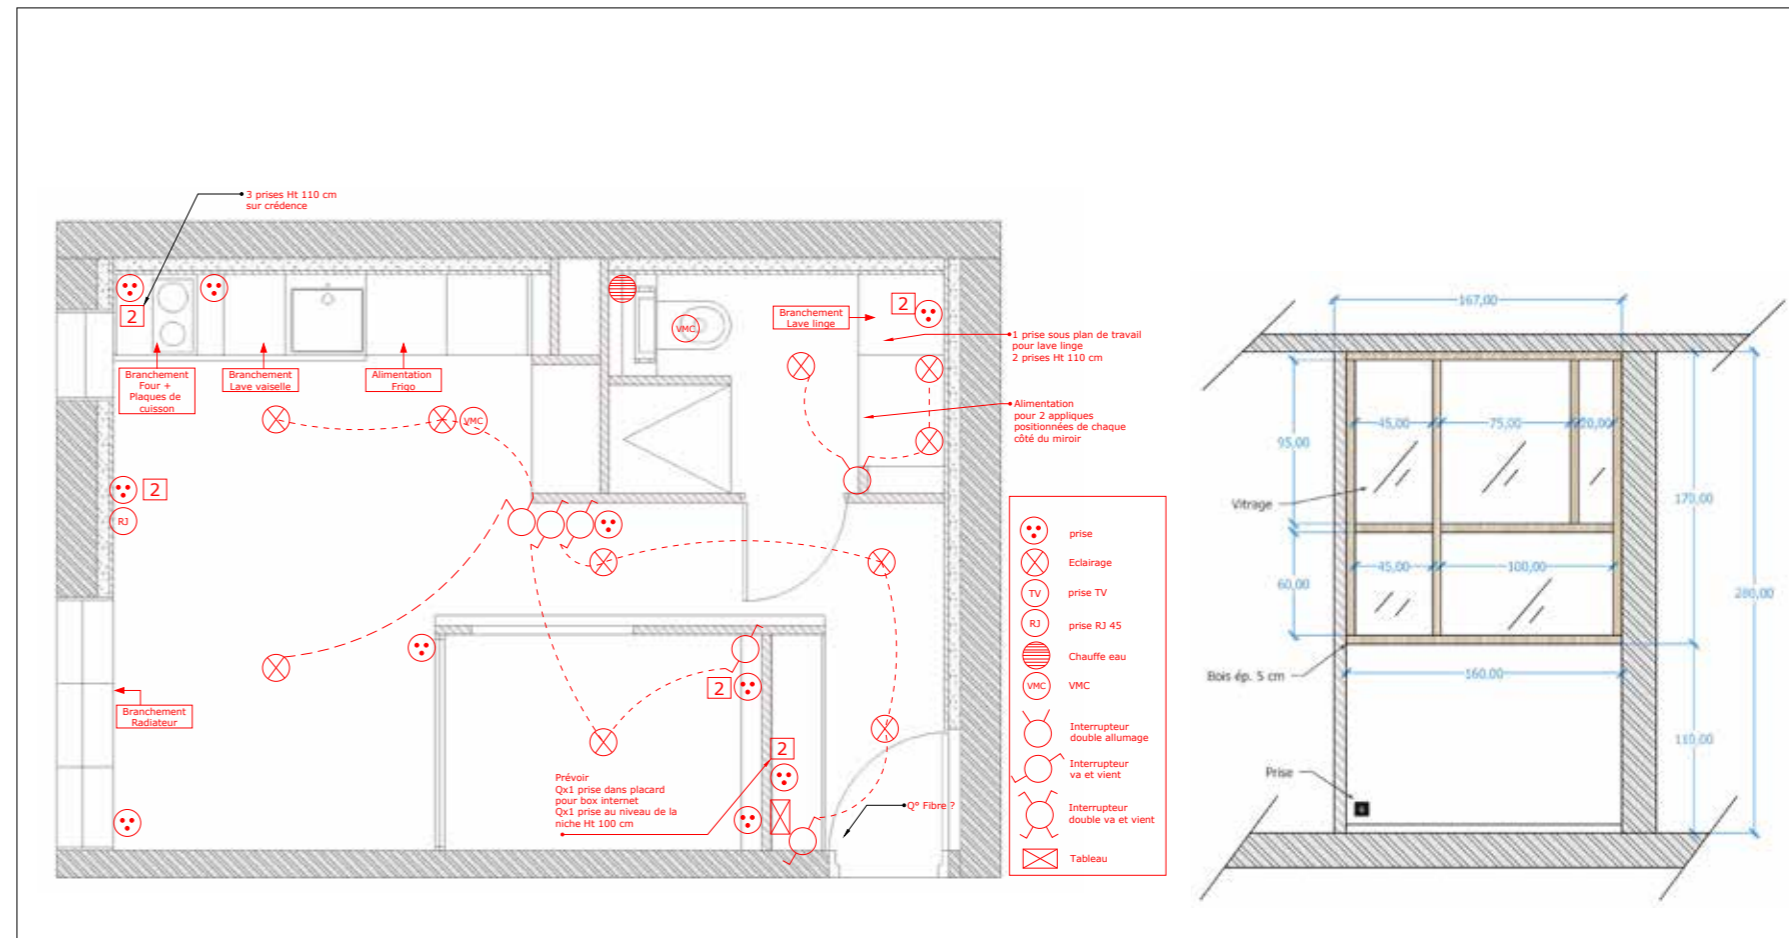 3 prises Ht 110 cm
sur crédence
2
Branchement
Four +
Plaques de
cuisson
Branchement
Lave vaiselle
Alimentation
Frigo
VMC
VMC
Branchement
Lave linge
2
1 prise sous plan de travail
pour lave linge
2 prises Ht 110 cm
Alimentation
pour 2 appliques
positionnées de chaque
côté du miroir
2
RJ
Branchement
Radiateur
2
2
Prévoir
Qx1 prise dans placard
pour box internet
Qx1 prise au niveau de la
niche Ht 100 cm
Q° Fibre ?
prise
Eclairage
TV
prise TV
RJ
prise RJ 45
Chauffe eau
VMC
VMC
Interrupteur
double allumage
Interrupteur
va et vient
Interrupteur
double va et vient
Tableau
167,00
45,00
75,00
20,00
95,00
Vitrage
170,00
45,00
100,00
60,00
280,00
Bois ép. 5 cm
160,00
110,00
Prise